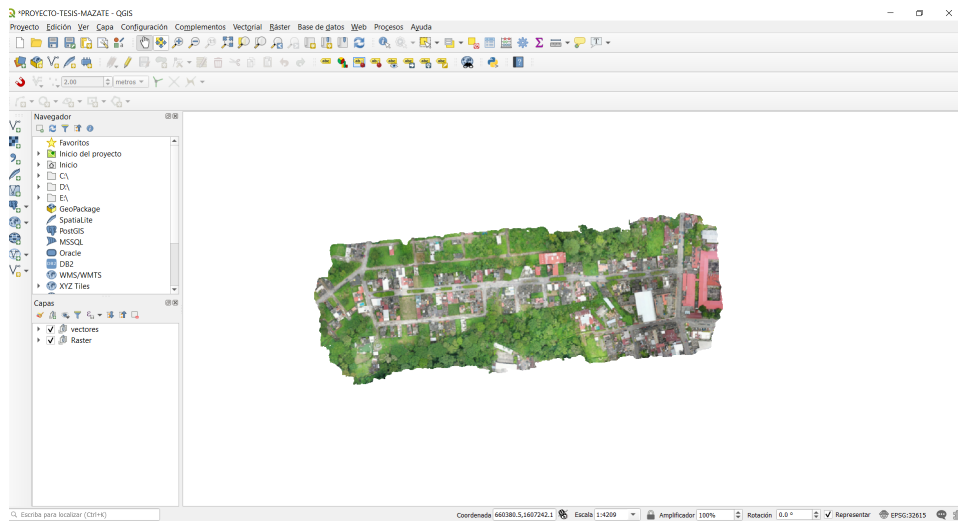 *PROYECTO-TESIS-MAZATE - QGIS
Proyecto Edición Ver Capa Configuración Complementos Vectorial Ráster Base de datos Web Procesos Ayuda
2.00 metros
Navegador
Favoritos
Inicio del proyecto
Inicio
C:\
D:\
E:\
GeoPackage
SpatiaLite
PostGIS
MSSQL
Oracle
DB2
WMS/WMTS
XYZ Tiles
Capas
vectores
Raster
Escriba para localizar (Ctrl+K) Coordenada 660380.5,1607242.1 Escala 1:4209 Amplificador 100% Rotación 0.0 ° Representar EPSG:32615